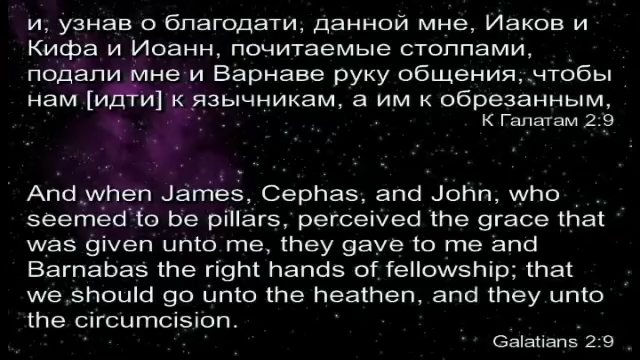 и, узнав о благодати, данной мне, Иаков и
Кифа и Иоанн, почитаемые столпами,
подали мне и Варнаве руку общения, чтобы
нам [идти] к язычникам, а им к обрезанным,
К Галатам 2:9
And when James, Cephas, and John, who
seemed to be pillars, perceived the grace that
was given unto me, they gave to me and
Barnabas the right hands of fellowship; that
we should go unto the heathen, and they unto
the circumcision.
Galatians 2:9